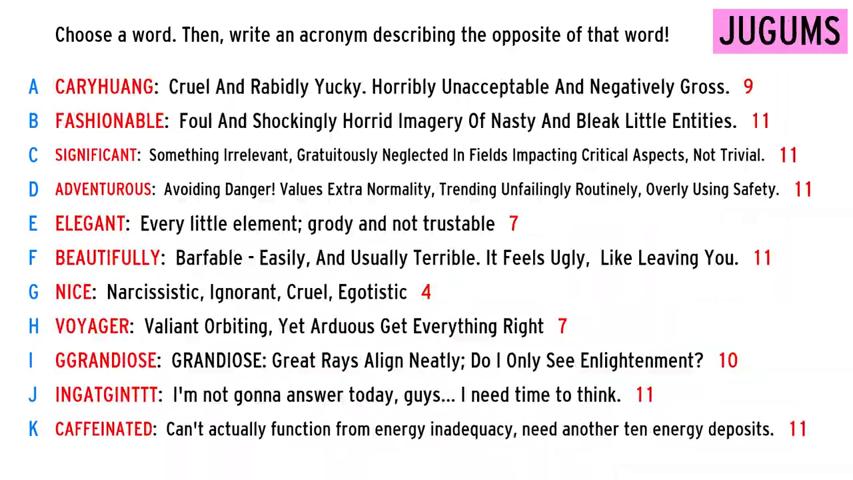 Choose a word. Then, write an acronym describing the opposite of that word!
JUGUMS
A CARYHUANG: Cruel And Rabidly Yucky. Horribly Unacceptable And Negatively Gross. 9
B FASHIONABLE: Foul And Shockingly Horrid Imagery Of Nasty And Bleak Little Entities. 11
C SIGNIFICANT: Something Irrelevant, Gratuitously Neglected In Fields Impacting Critical Aspects, Not Trivial. 11
D ADVENTUROUS: Avoiding Danger! Values Extra Normality, Trending Unfailingly Routinely, Overly Using Safety. 11
E ELEGANT: Every little element; grody and not trustable 7
F BEAUTIFULLY: Barfable - Easily, And Usually Terrible. It Feels Ugly, Like Leaving You. 11
G NICE: Narcissistic, Ignorant, Cruel, Egotistic 4
H VOYAGER: Valiant Orbiting, Yet Arduous Get Everything Right 7
I GGRANDIOSE: GRANDIOSE: Great Rays Align Neatly; Do I Only See Enlightenment? 10
J INGATGINTTT: I'm not gonna answer today, guys... I need time to think. 11
K CAFFEINATED: Can't actually function from energy inadequacy, need another ten energy deposits. 11